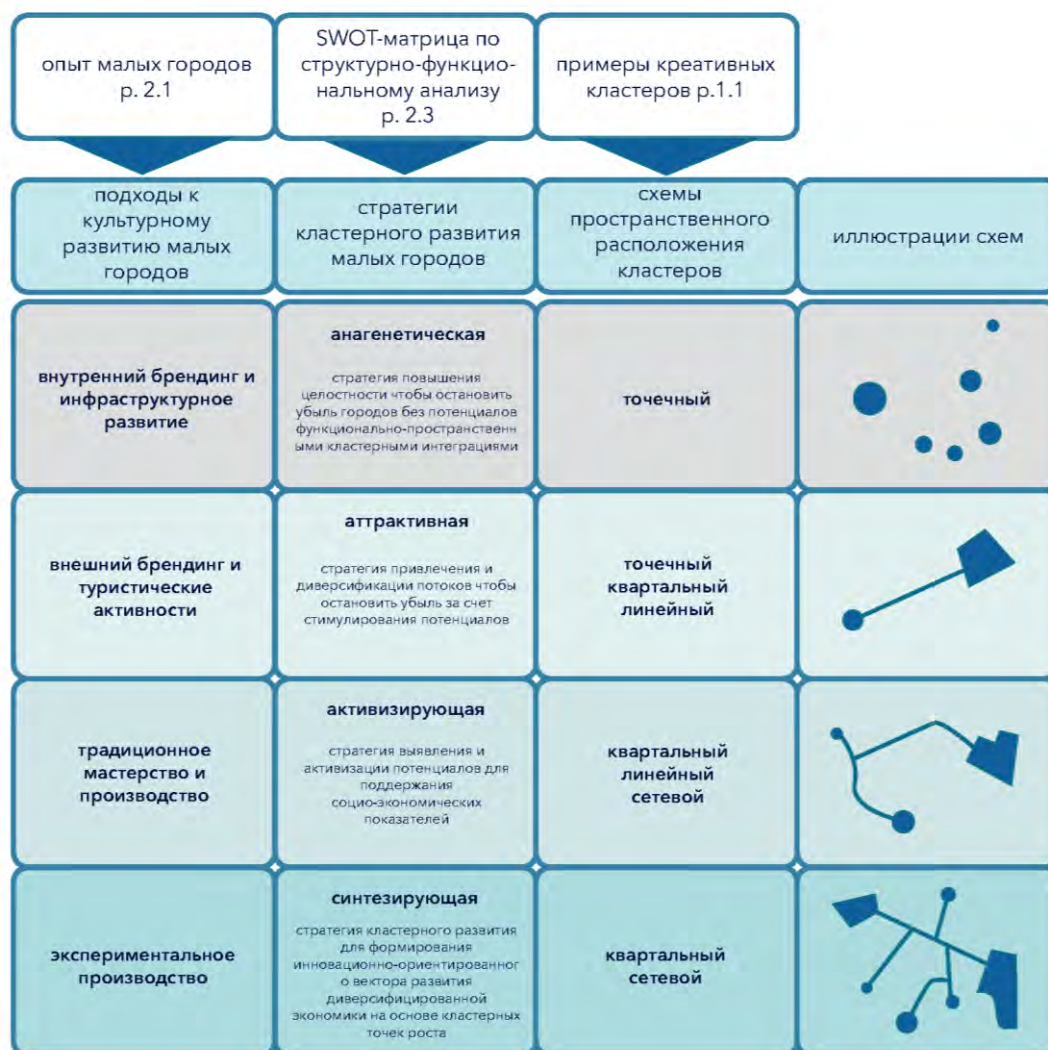 опыт малых городов
р. 2.1
SWOT-матрица по
структурно-функцио-
нальному анализу
р. 2.3
примеры креативных
кластеров р.1.1
подходы к
культурному
развитию малых
городов
стратегии
кластерного развития
малых городов
схемы
пространственного
расположения
кластеров
иллюстрации схем
внутренний брендинг и
инфраструктурное
развитие
анагенетическая
стратегия повышения
целостности чтобы остановить
убыль городов без потенциалов
функционально-пространственн
ыми кластерными интеграциями
точечный
внешний брендинг и
туристические
активности
аттрактивная
стратегия привлечения и
диверсификации потоков чтобы
остановить убыль за счет
стимулирования потенциалов
точечный
квартальный
линейный
традиционное
мастерство и
производство
активизирующая
стратегия выявления и
активизации потенциалов для
поддержания
социо-экономических
показателей
квартальный
линейный
сетевой
экспериментальное
производство
синтезирующая
стратегия кластерного развития
для формирования
инновационно-ориентированног
о вектора развития
диверсифицированной
экономики на основе кластерных
точек роста
квартальный
сетевой